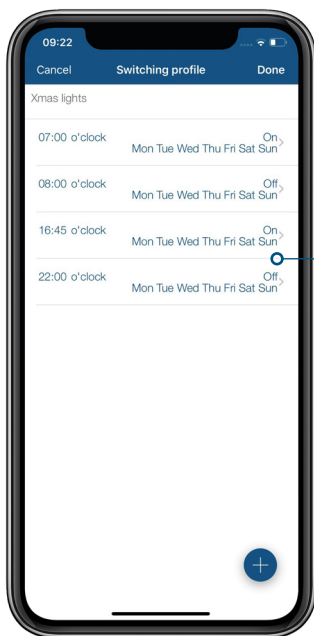 09:22
Cancel Switching profile Done
Xmas lights
07:00 o'clock On
Mon Tue Wed Thu Fri Sat Sun
08:00 o'clock Off
Mon Tue Wed Thu Fri Sat Sun
16:45 o'clock On
Mon Tue Wed Thu Fri Sat Sun
22:00 o'clock Off
Mon Tue Wed Thu Fri Sat Sun